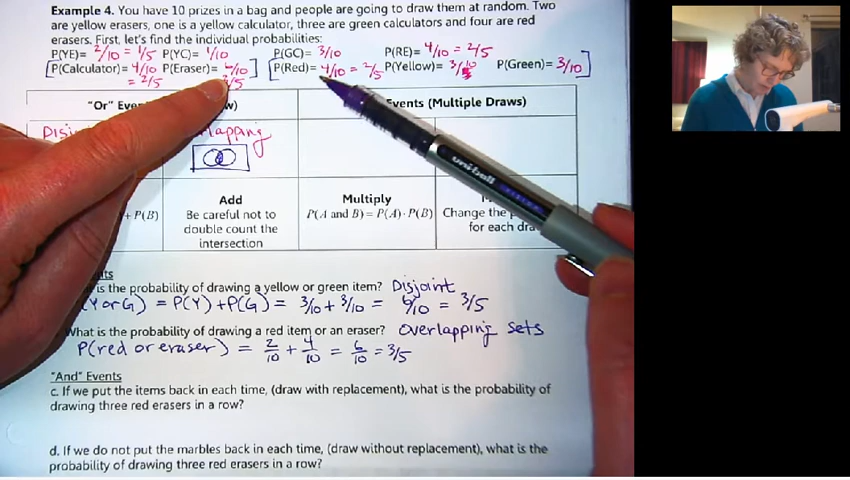 Example 4. You have 10 prizes in a bag and people are going to draw them at random. Two
are yellow erasers, one is a yellow calculator, three are green calculators and four are red
erasers. First, let's find the individual probabilities:
P(YE)= 2/10 = 1/5 P(YC)= 1/10 P(GC)= 3/10 P(RE)= 4/10 = 2/5
[P(Calculator)= 4/10 = 2/5 P(Eraser)= 6/10] [P(Red)= 4/10 = 2/5 P(Yellow)= 3/10 P(Green)= 3/10]
"Or" Events (Multiple Draws)
Add Multiply
+ P(B) Be careful not to P(A and B) = P(A) · P(B) Change the
double count the for each
intersection
is the probability of drawing a yellow or green item? Disjoint
(Y or G) = P(Y) + P(G) = 3/10 + 3/10 = 6/10 = 3/5
What is the probability of drawing a red item or an eraser? Overlapping sets
P(red or eraser) = 2/10 + 4/10 = 6/10 = 3/5
"And" Events
c. If we put the items back in each time, (draw with replacement), what is the probability of
drawing three red erasers in a row?
d. If we do not put the marbles back in each time, (draw without replacement), what is the
probability of drawing three red erasers in a row?
uni-ball